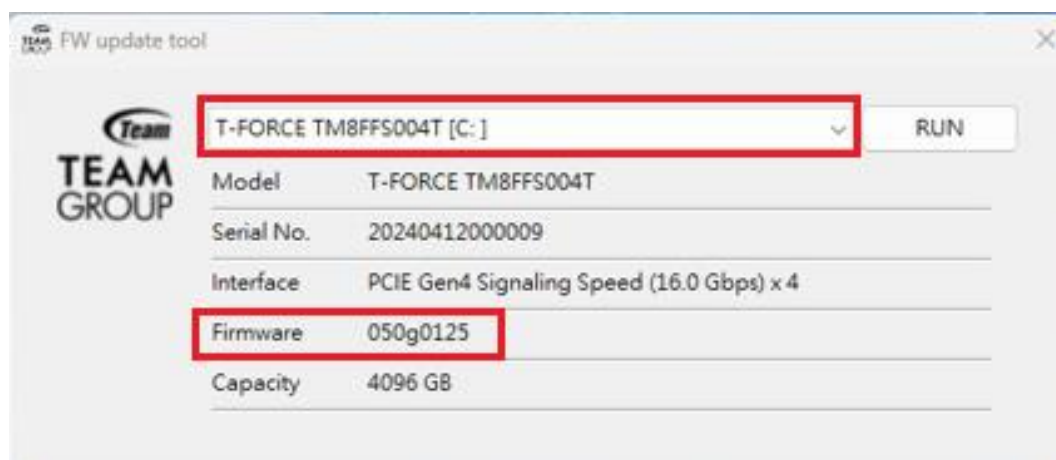 FW update tool
Team
TEAM
GROUP
T-FORCE TM8FFS004T [C: ]
RUN
Model T-FORCE TM8FFS004T
Serial No. 20240412000009
Interface PCIE Gen4 Signaling Speed (16.0 Gbps) x 4
Firmware 050g0125
Capacity 4096 GB